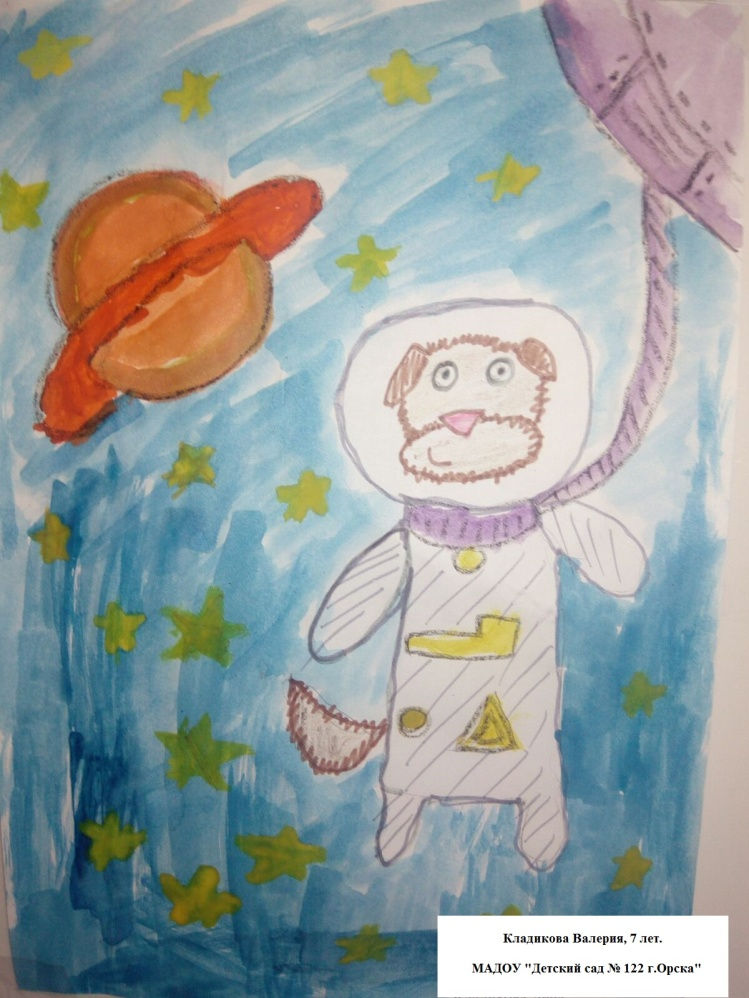 Кладикова Валерия, 7 лет.
МАДОУ "Детский сад № 122 г.Орска"